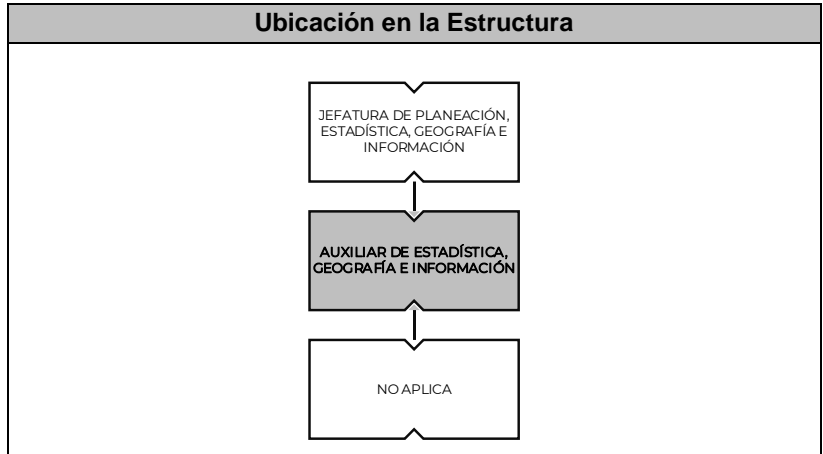 Ubicación en la Estructura
JEFATURA DE PLANEACIÓN,
ESTADÍSTICA, GEOGRAFÍA E
INFORMACIÓN
AUXILIAR DE ESTADÍSTICA,
GEOGRAFÍA E INFORMACIÓN
NO APLICA